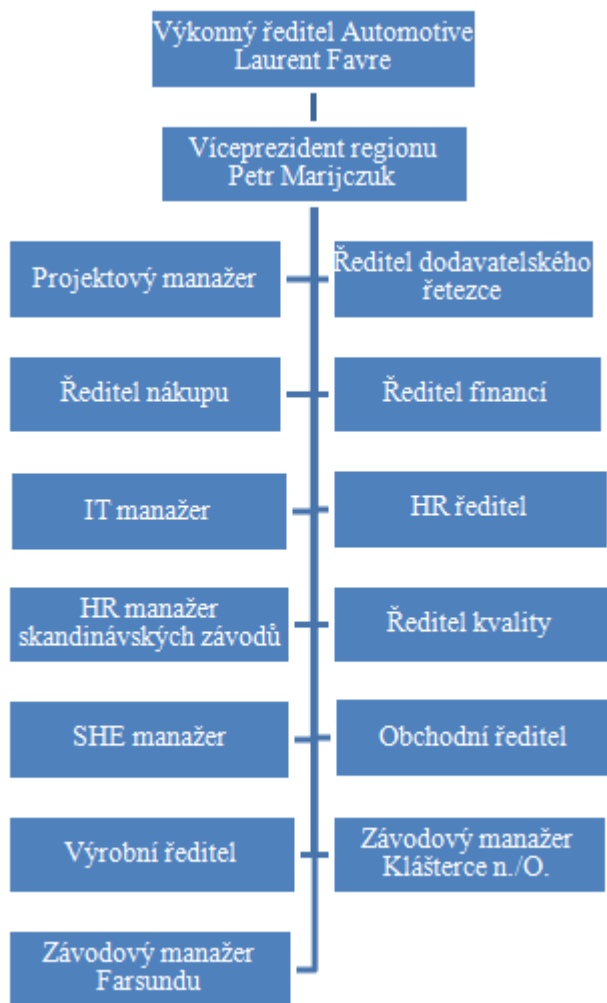 Výkonný ředitel Automotive
Laurent Favre
Víceprezident regionu
Petr Marijczuk
Projektový manažer
Ředitel dodavatelského
řetezce
Ředitel nákupu
Ředitel financí
IT manažer
HR ředitel
HR manažer
skandinávských závodů
Ředitel kvality
SHE manažer
Obchodní ředitel
Výrobní ředitel
Závodový manažer
Klášterce n./O.
Závodový manažer
Farsundu